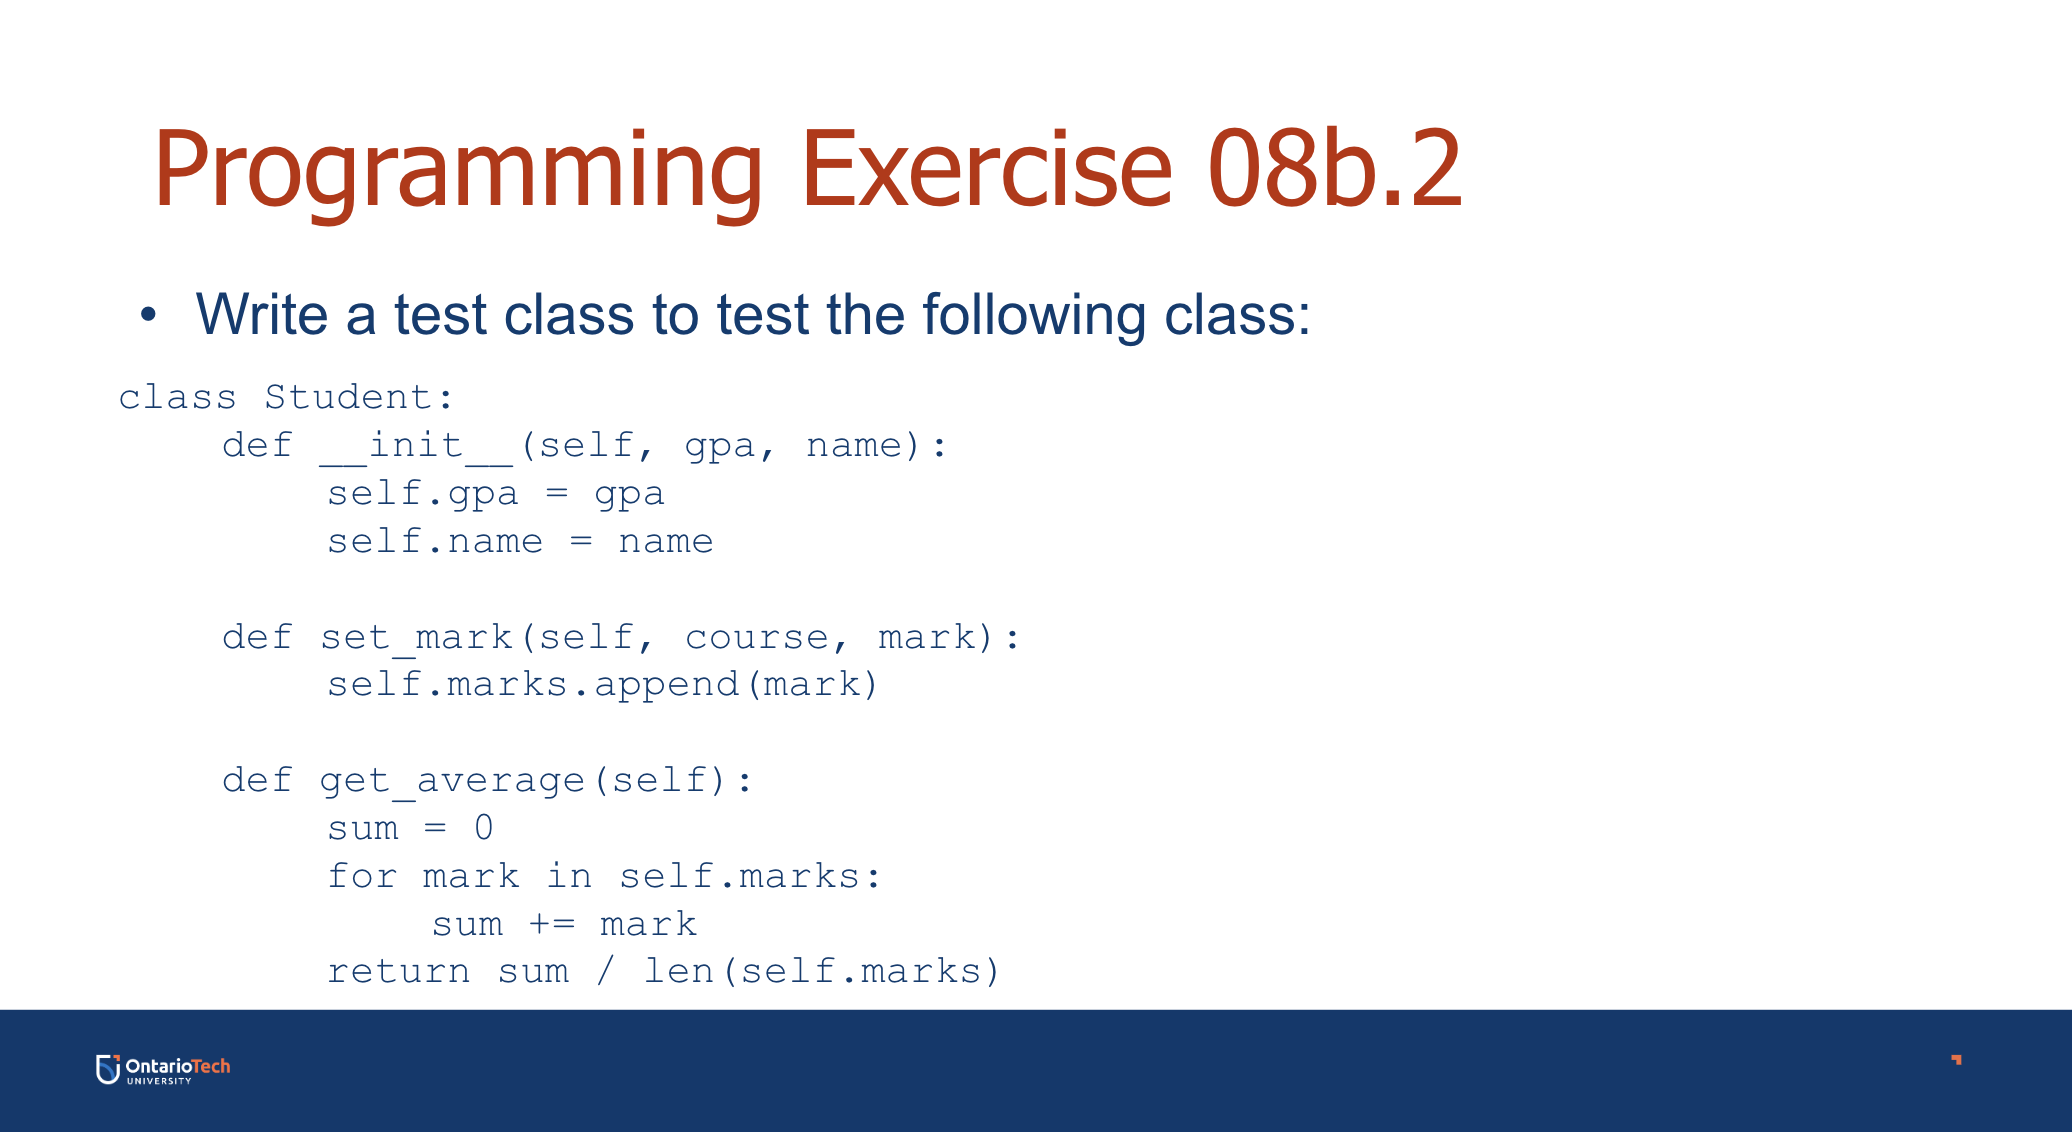 Programming Exercise 08b.2
• Write a test class to test the following class:
class Student:
    def __init__(self, gpa, name):
        self.gpa = gpa
        self.name = name

    def set_mark(self, course, mark):
        self.marks.append(mark)

    def get_average(self):
        sum = 0
        for mark in self.marks:
            sum += mark
        return sum / len(self.marks)
OntarioTech
UNIVERSITY